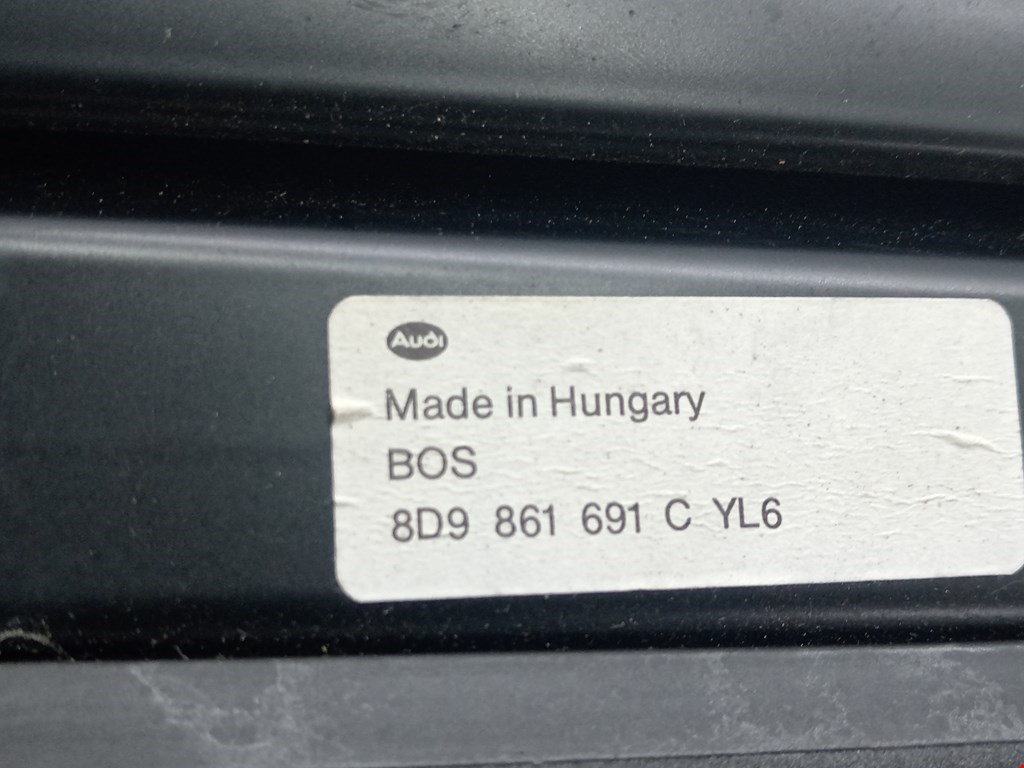 Audi
Made in Hungary
BOS
8D9 861 691 C YL6